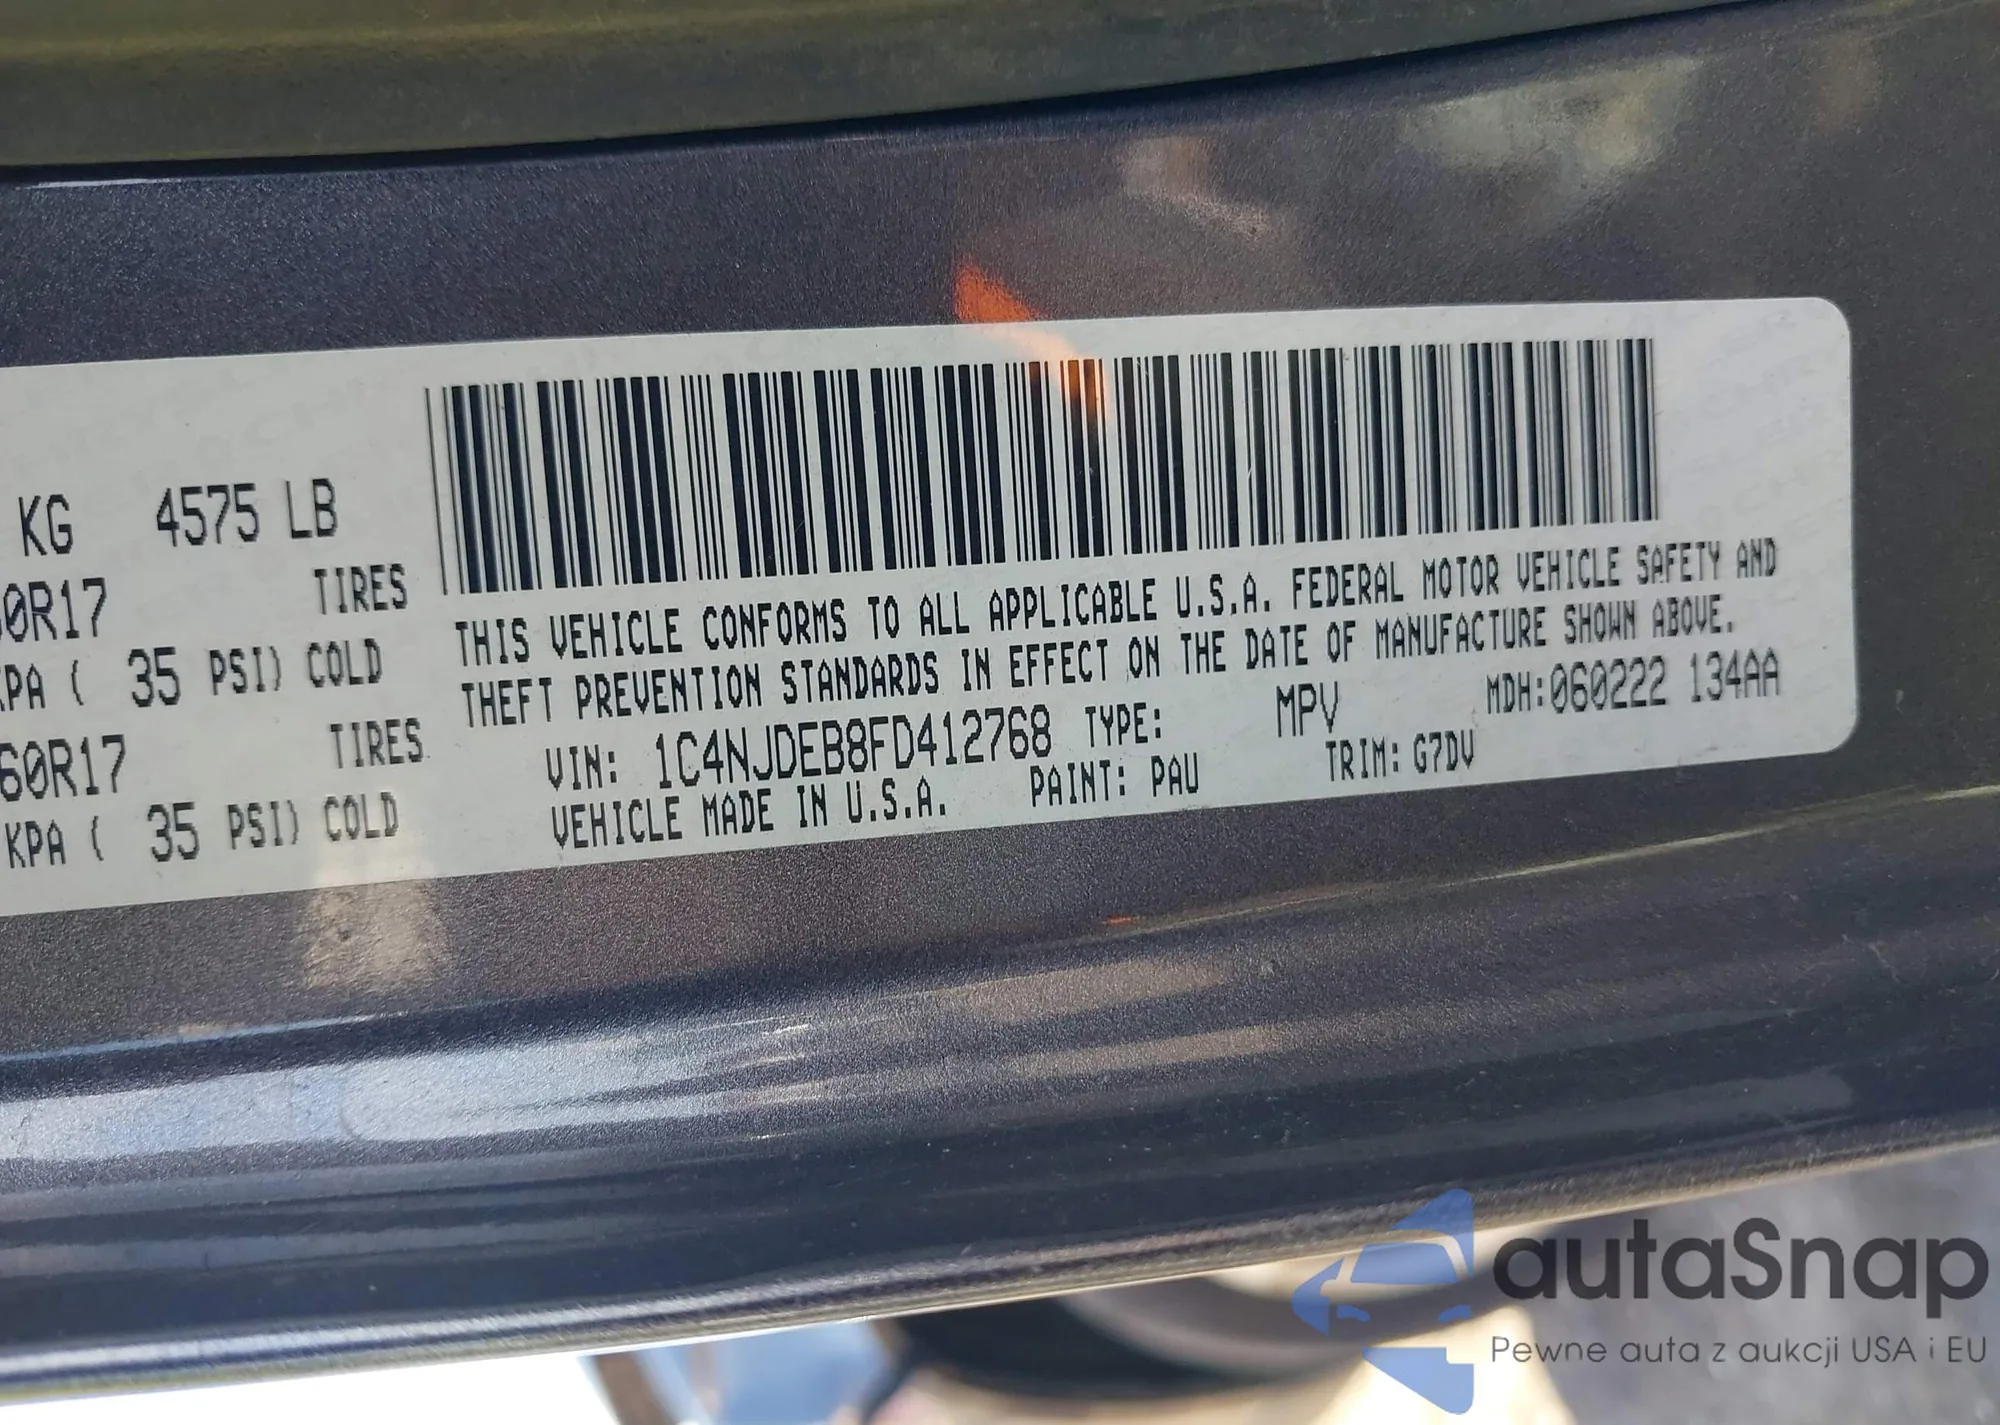 KG 4575 LB
0R17 TIRES
KPA ( 35 PSI) COLD
60R17 TIRES
KPA ( 35 PSI) COLD
THIS VEHICLE CONFORMS TO ALL APPLICABLE U.S.A. FEDERAL MOTOR VEHICLE SAFETY AND
THEFT PREVENTION STANDARDS IN EFFECT ON THE DATE OF MANUFACTURE SHOWN ABOVE.
VIN: 1C4NJDEB8FD412768 TYPE: MPV MDH:060222 134AA
VEHICLE MADE IN U.S.A. PAINT: PAU TRIM: G7DV
autaSnap
Pewne auta z aukcji USA i EU